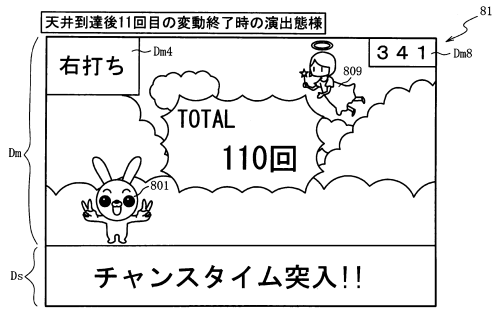 天井到達後11回目の変動終了時の演出態様
81
右打ち
Dm4
341
Dm8
809
Dm
TOTAL
110回
801
Ds
チャンスタイム突入!!